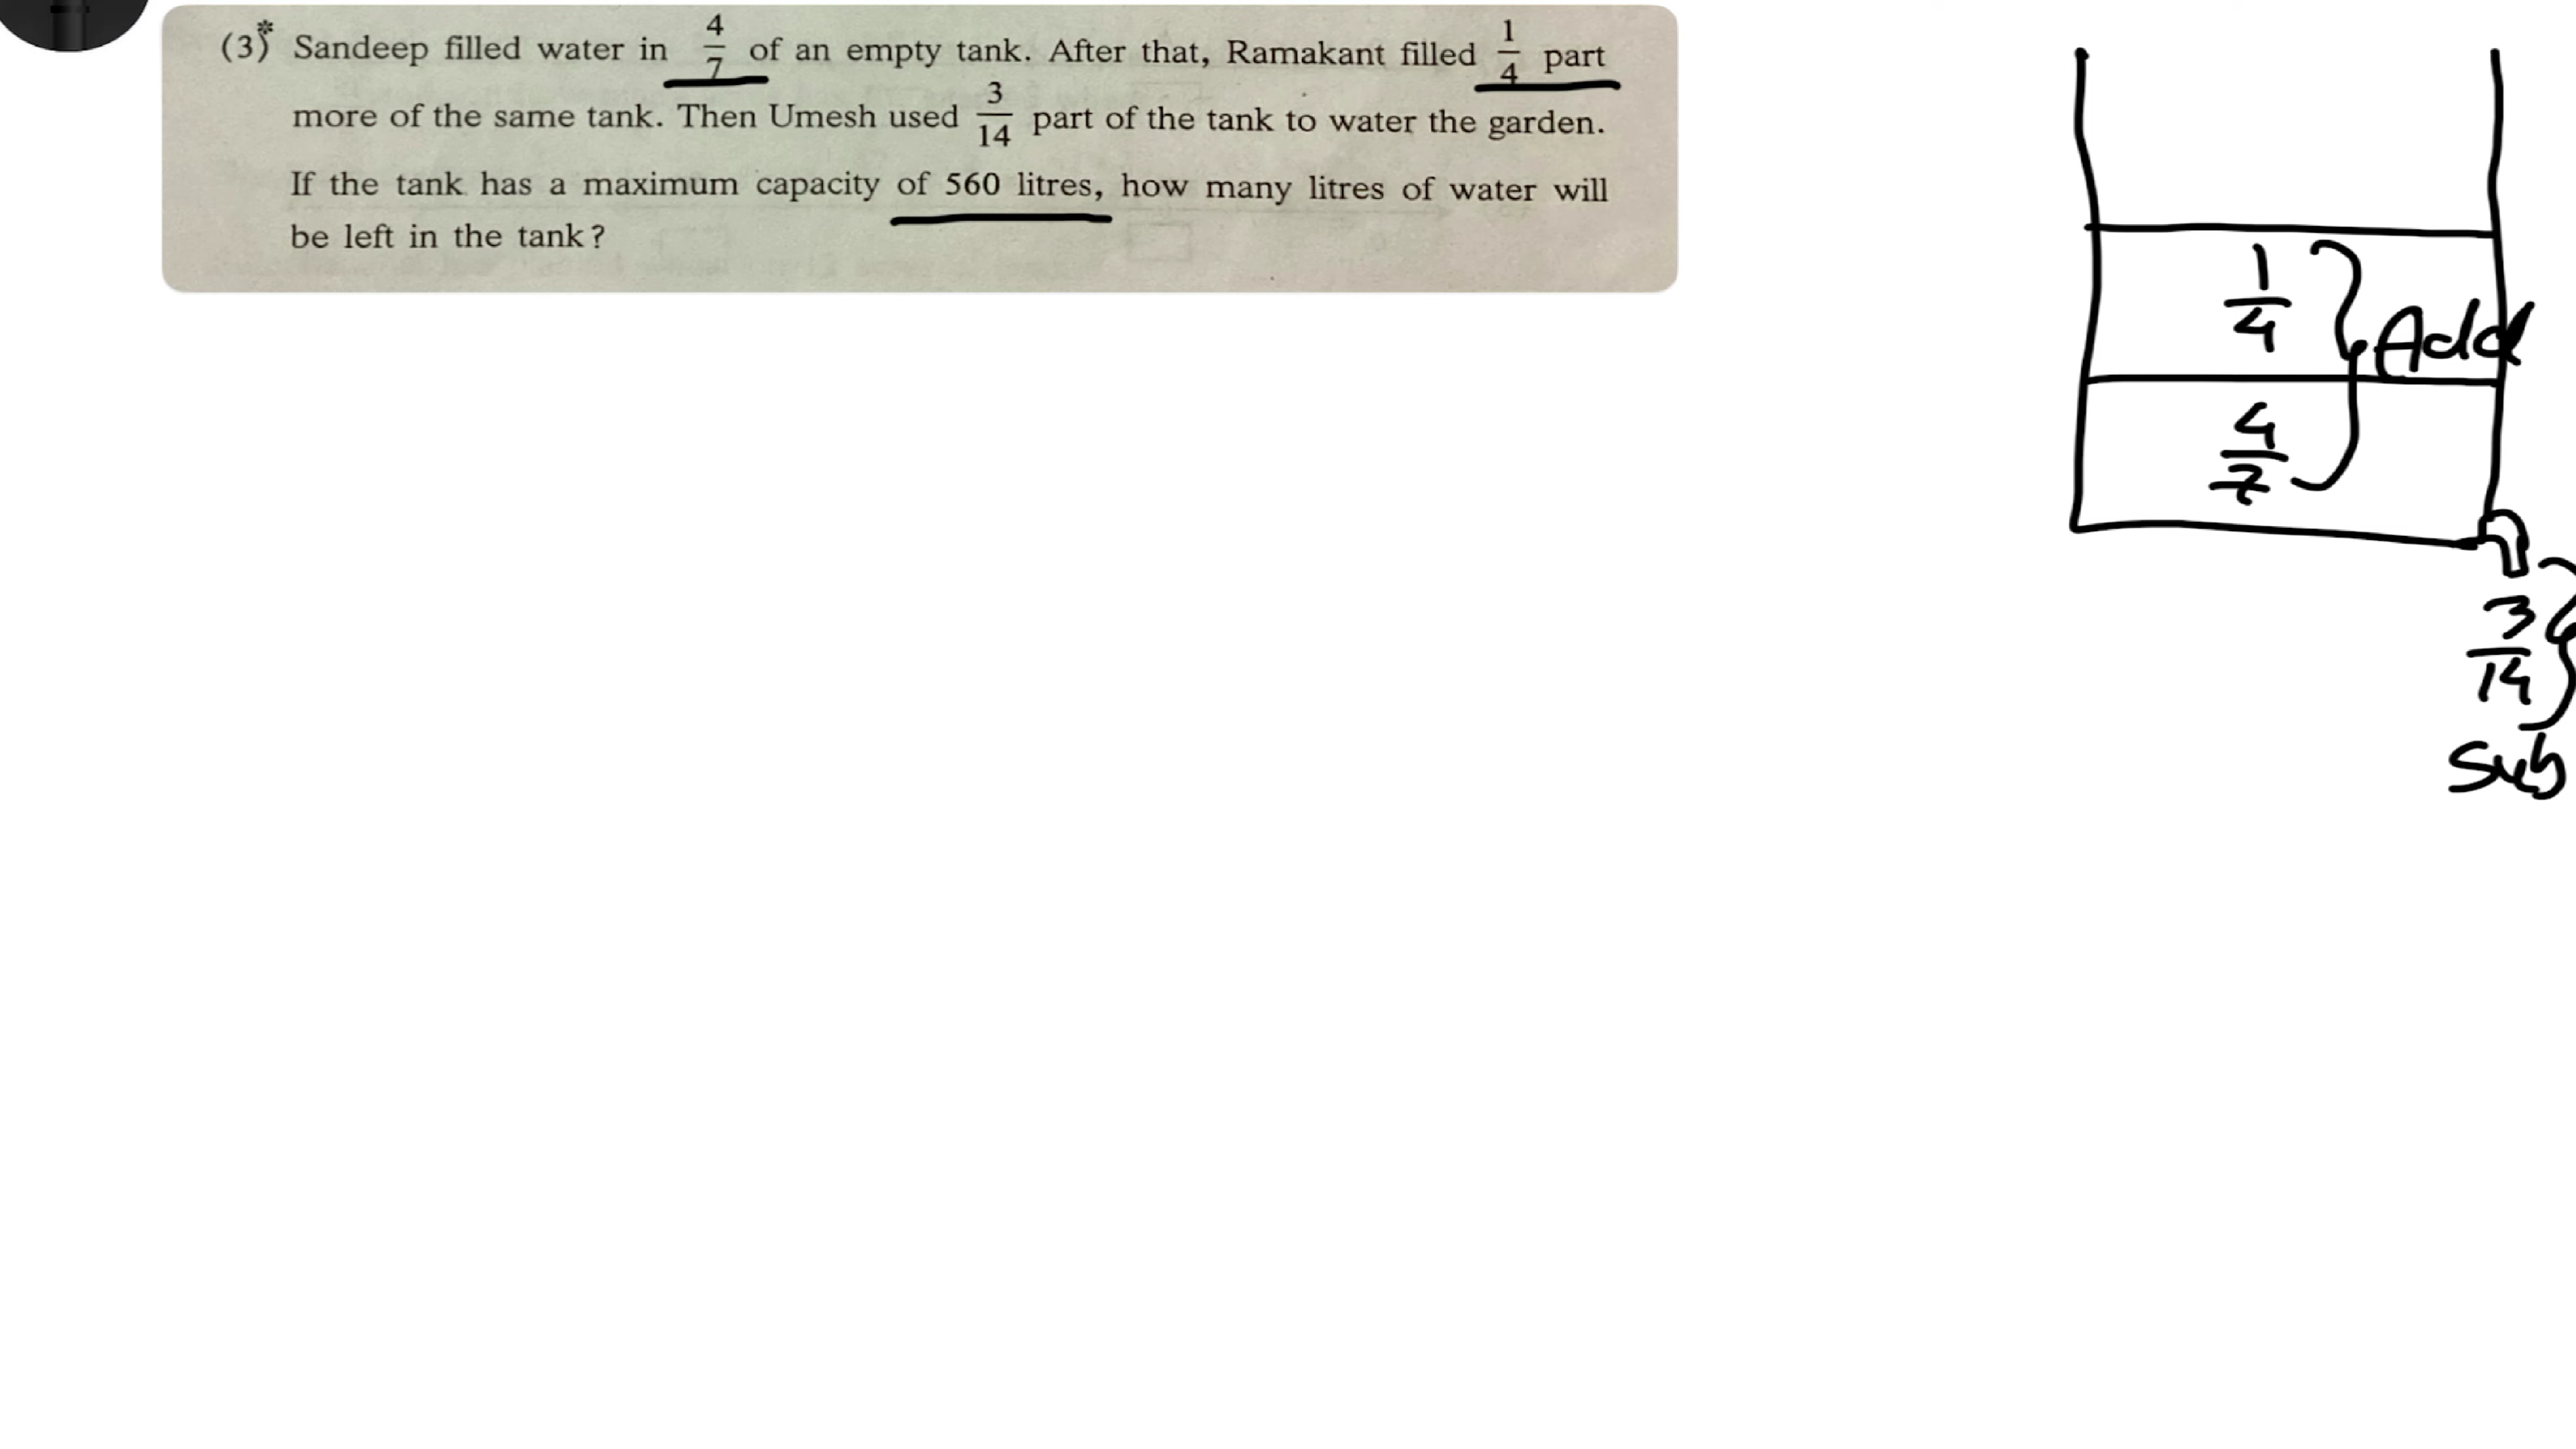 (3)* Sandeep filled water in 4/7 of an empty tank. After that, Ramakant filled 1/4 part
more of the same tank. Then Umesh used 3/14 part of the tank to water the garden.
If the tank has a maximum capacity of 560 litres, how many litres of water will
be left in the tank?
1/4
Add
4/7
3/14
Sub